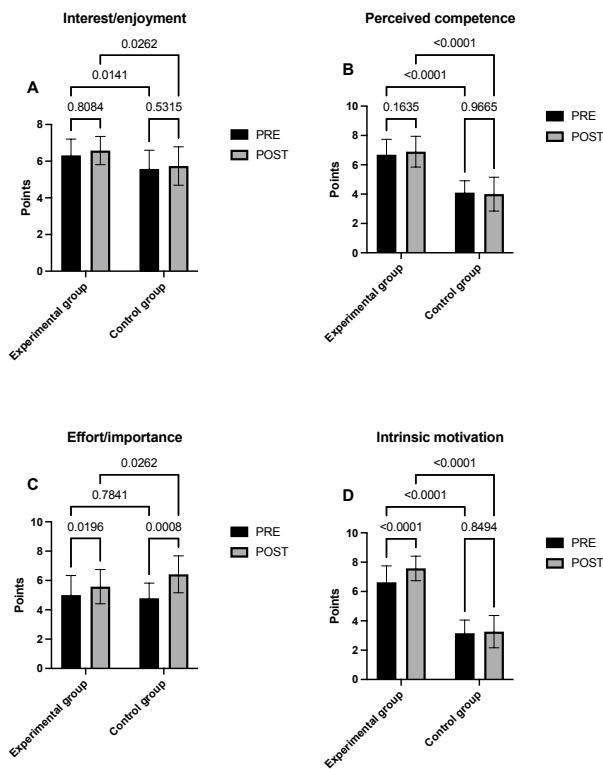 Interest/enjoyment
0.0262
0.0141
A
0.8084
0.5315
8
6
4
2
0
Points
PRE
POST
Experimental group
Control group
Perceived competence
<0.0001
B
<0.0001
0.1635
0.9665
10
8
6
4
2
0
Points
PRE
POST
Experimental group
Control group
Effort/importance
0.0262
C
0.7841
0.0196
0.0008
10
8
6
4
2
0
Points
PRE
POST
Experimental group
Control group
Intrinsic motivation
<0.0001
D
<0.0001
<0.0001
0.8494
10
8
6
4
2
0
Points
PRE
POST
Experimental group
Control group